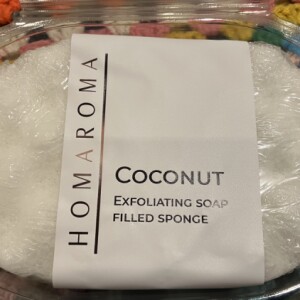 HOMAROMA
COCONUT
EXFOLIATING SOAP
FILLED SPONGE